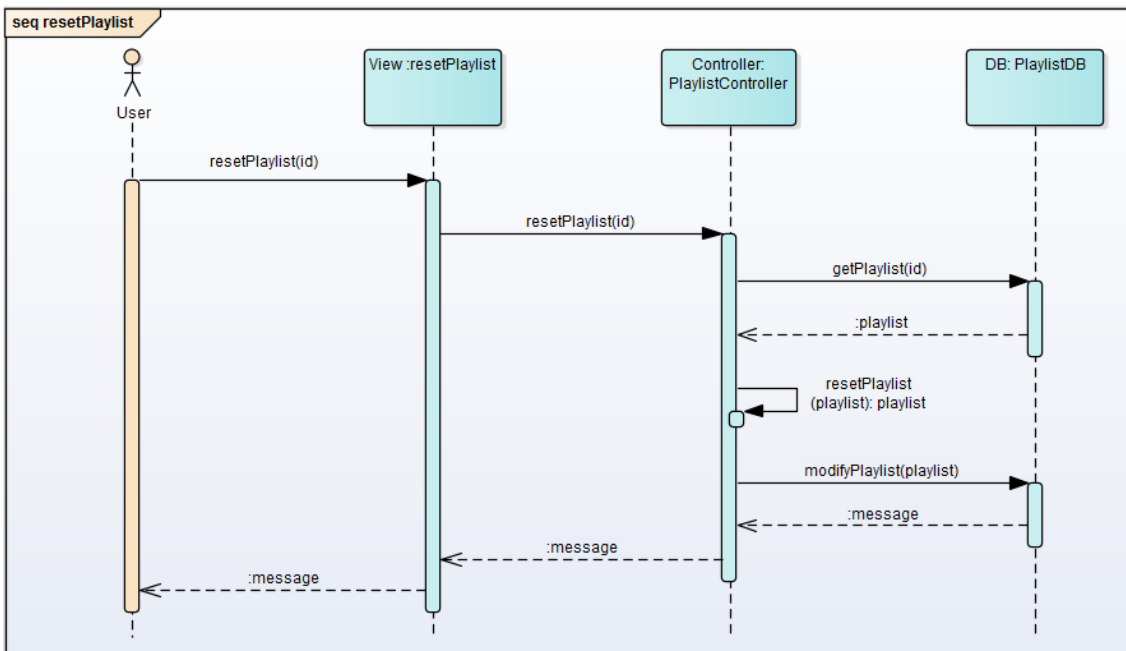 seq resetPlaylist
View :resetPlaylist
Controller:
PlaylistController
DB: PlaylistDB
User
resetPlaylist(id)
resetPlaylist(id)
getPlaylist(id)
:playlist
resetPlaylist
(playlist): playlist
modifyPlaylist(playlist)
:message
:message
:message